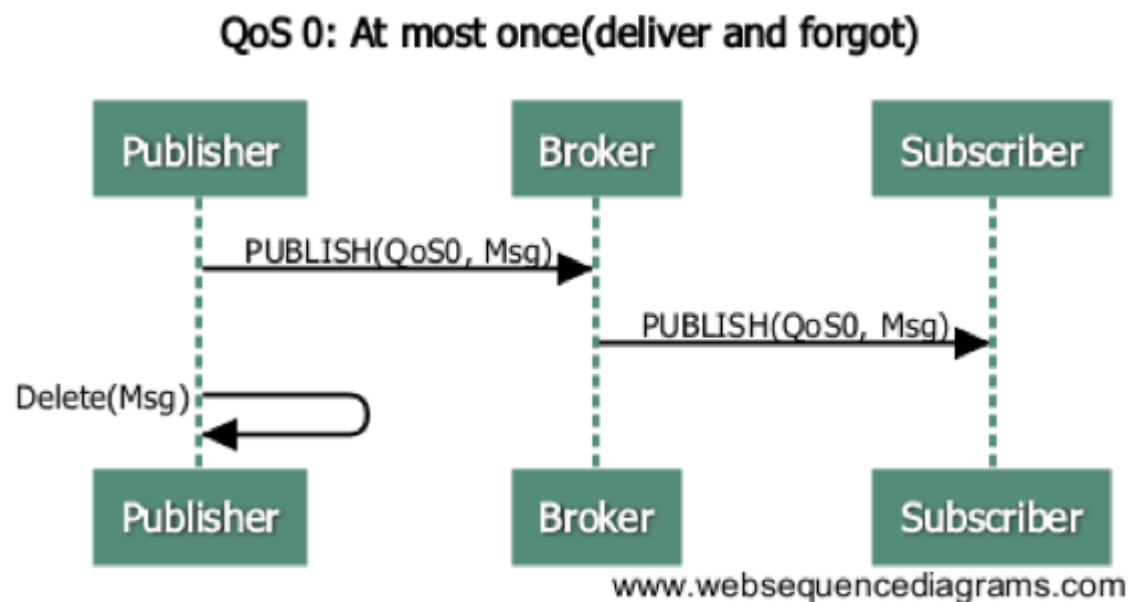 QoS 0: At most once(deliver and forgot)
Publisher
Broker
Subscriber
PUBLISH(QoS0, Msg)
PUBLISH(QoS0, Msg)
Delete(Msg)
Publisher
Broker
Subscriber
www.websequencediagrams.com